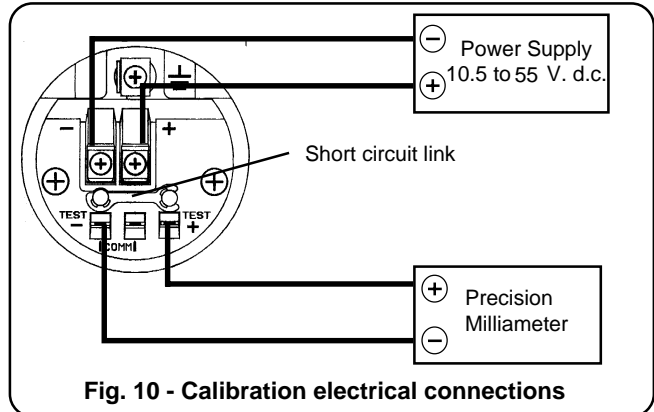 −
Power Supply
10.5 to 55 V. d.c.
+
− +
Short circuit link
TEST − TEST +
COMM
+
Precision
Milliameter
−
Fig. 10 - Calibration electrical connections